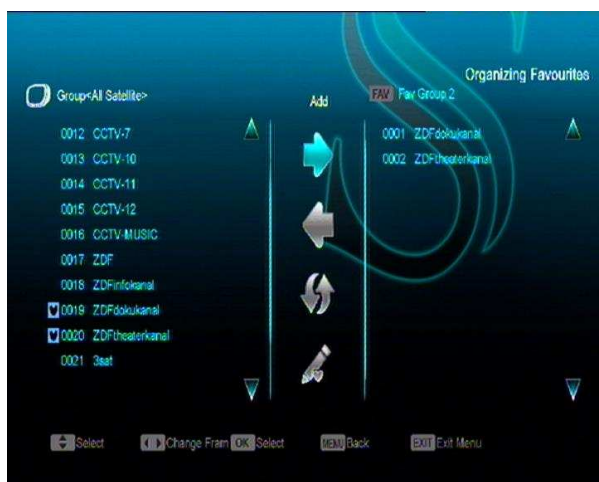 Organizing Favourites
Group<All Satellite>
Add
FAV Fav Group 2
0012 CCTV-7
0013 CCTV-10
0014 CCTV-11
0015 CCTV-12
0016 CCTV-MUSIC
0017 ZDF
0018 ZDFinfokanal
0019 ZDFdokukanal
0020 ZDFtheaterkanal
0021 3sat
0001 ZDFdokukanal
0002 ZDFtheaterkanal
Select Change Fram OK Select MENU Back EXIT Exit Menu